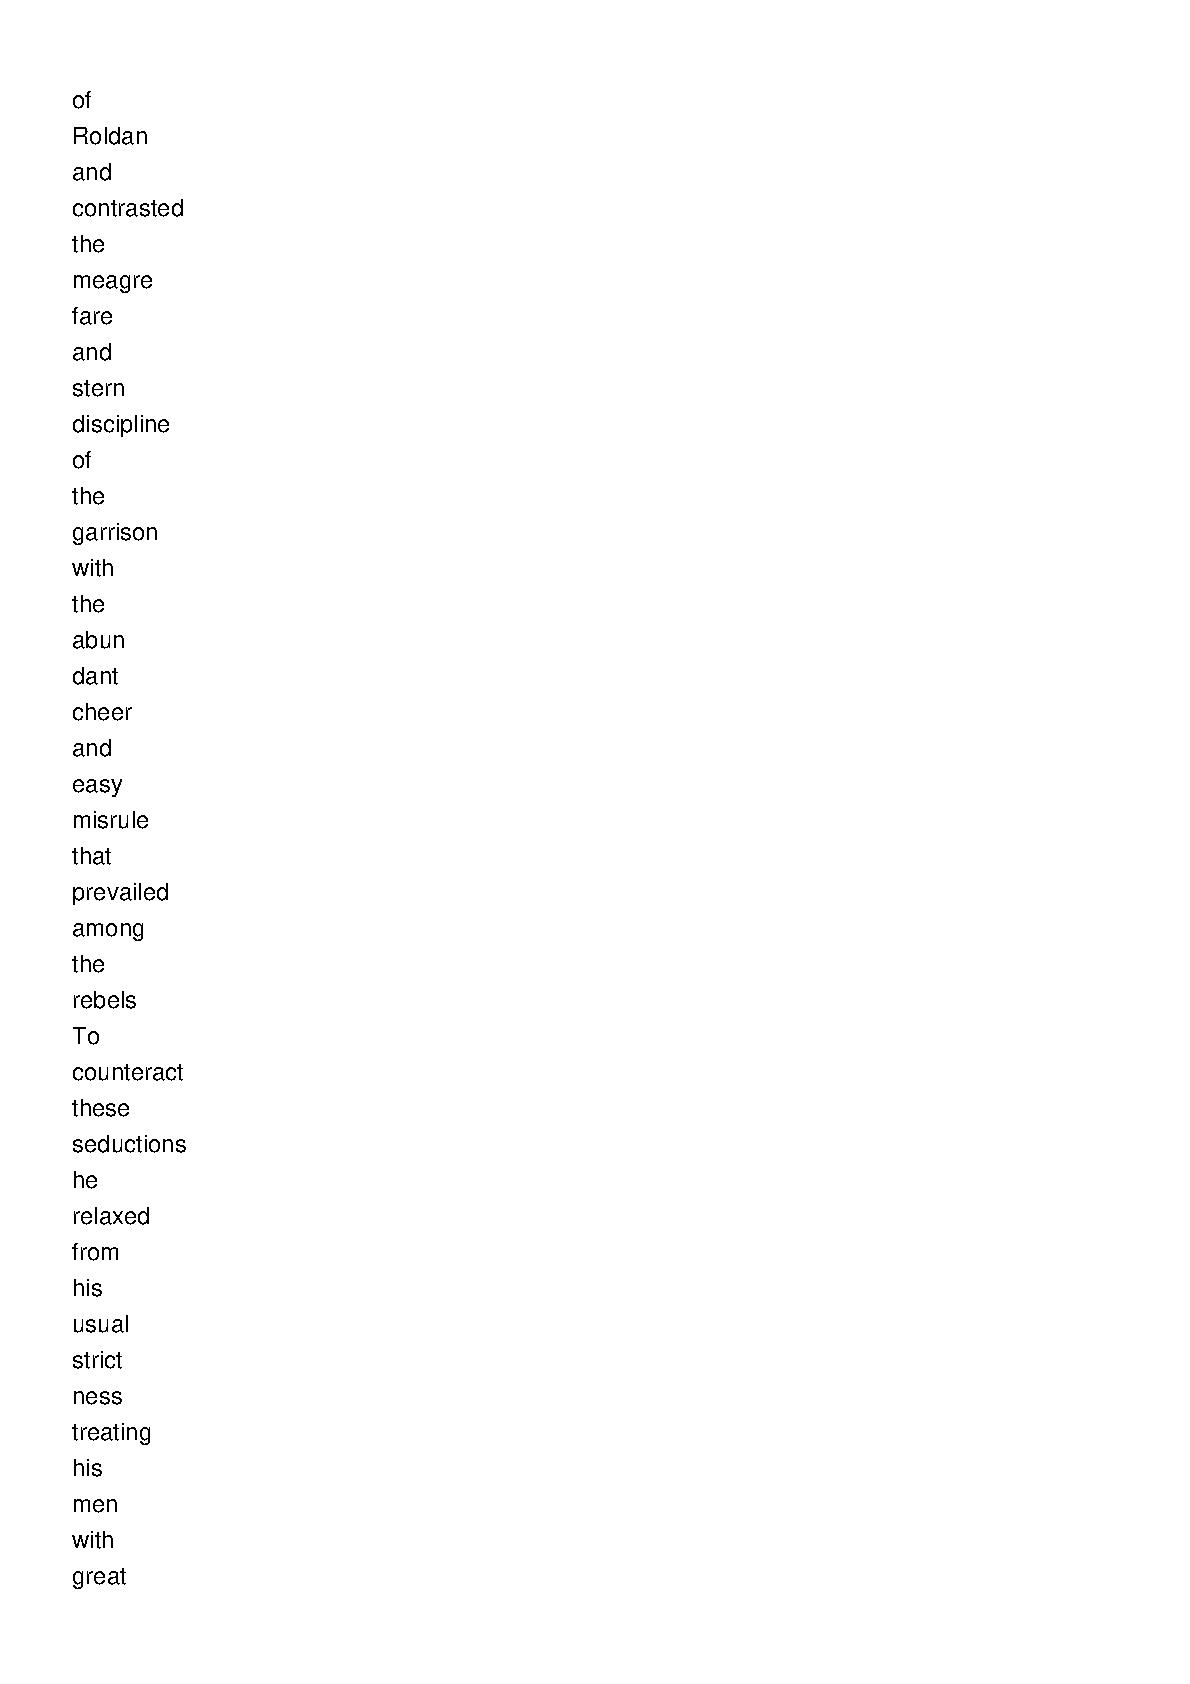 of
Roldan
and
contrasted
the
meagre
fare
and
stern
discipline
of
the
garrison
with
the
abun
dant
cheer
and
easy
misrule
that
prevailed
among
the
rebels
To
counteract
these
seductions
he
relaxed
from
his
usual
strict
ness
treating
his
men
with
great